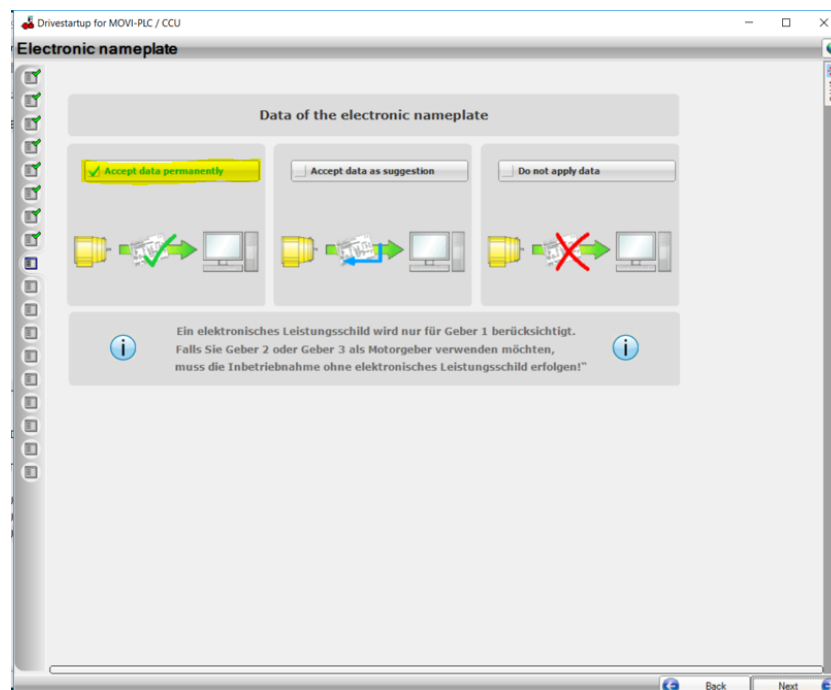 Drivestartup for MOVI-PLC / CCU
Electronic nameplate
Data of the electronic nameplate
Accept data permanently
Accept data as suggestion
Do not apply data
Ein elektronisches Leistungsschild wird nur für Geber 1 berücksichtigt.
Falls Sie Geber 2 oder Geber 3 als Motorgeber verwenden möchten,
muss die Inbetriebnahme ohne elektronisches Leistungsschild erfolgen!"
Back
Next